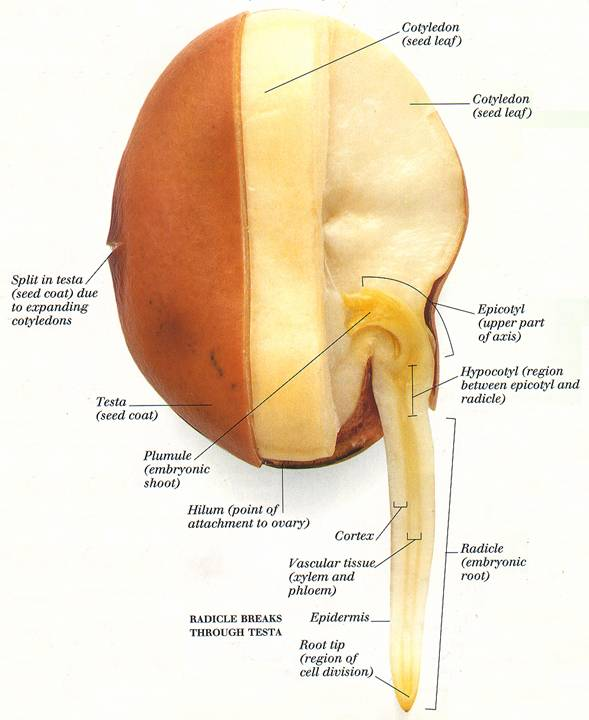 Cotyledon
(seed leaf)
Cotyledon
(seed leaf)
Split in testa
(seed coat) due
to expanding
cotyledons
Epicotyl
(upper part
of axis)
Hypocotyl (region
between epicotyl and
radicle)
Testa
(seed coat)
Plumule
(embryonic
shoot)
Hilum (point of
attachment to ovary)
Cortex
Vascular tissue
(xylem and
phloem)
Radicle
(embryonic
root)
RADICLE BREAKS
THROUGH TESTA
Epidermis
Root tip
(region of
cell division)